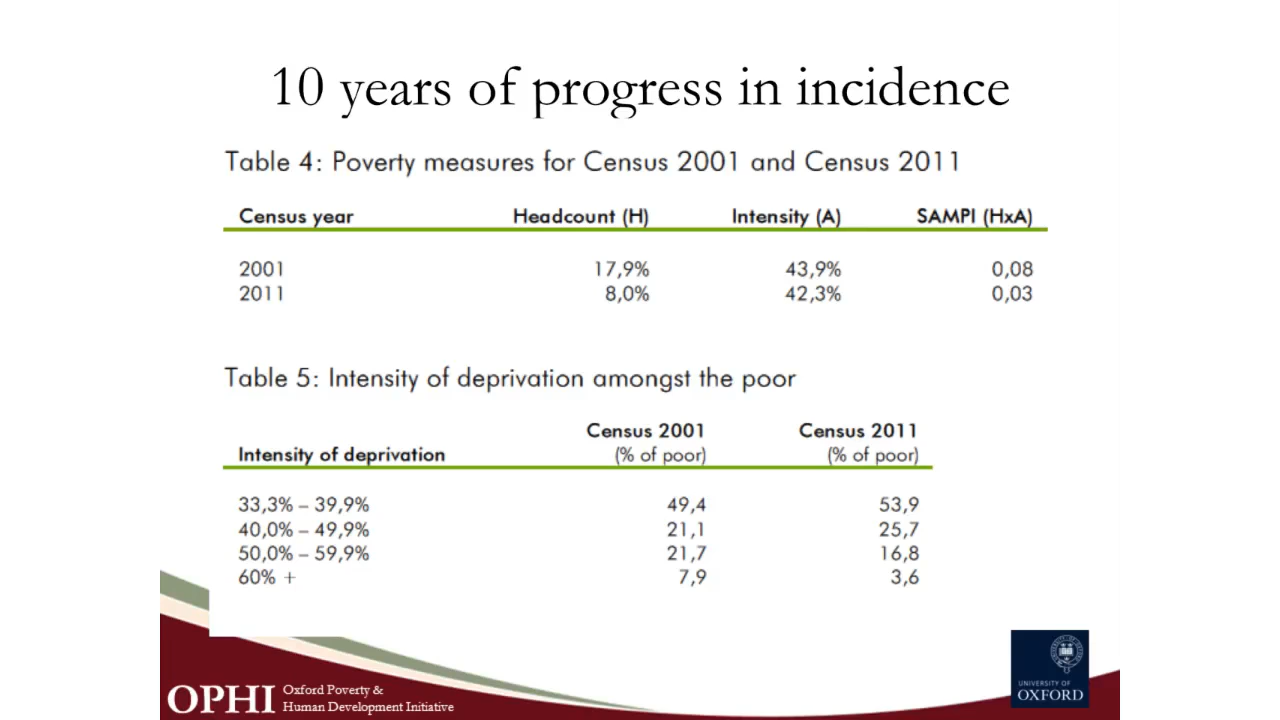 10 years of progress in incidence
Table 4: Poverty measures for Census 2001 and Census 2011
Census year Headcount (H) Intensity (A) SAMPI (HxA)
2001 17,9% 43,9% 0,08
2011 8,0% 42,3% 0,03
Table 5: Intensity of deprivation amongst the poor
Census 2001 Census 2011
Intensity of deprivation (% of poor) (% of poor)
33,3% – 39,9% 49,4 53,9
40,0% – 49,9% 21,1 25,7
50,0% – 59,9% 21,7 16,8
60% + 7,9 3,6
OPHI Oxford Poverty &
Human Development Initiative
UNIVERSITY OF
OXFORD